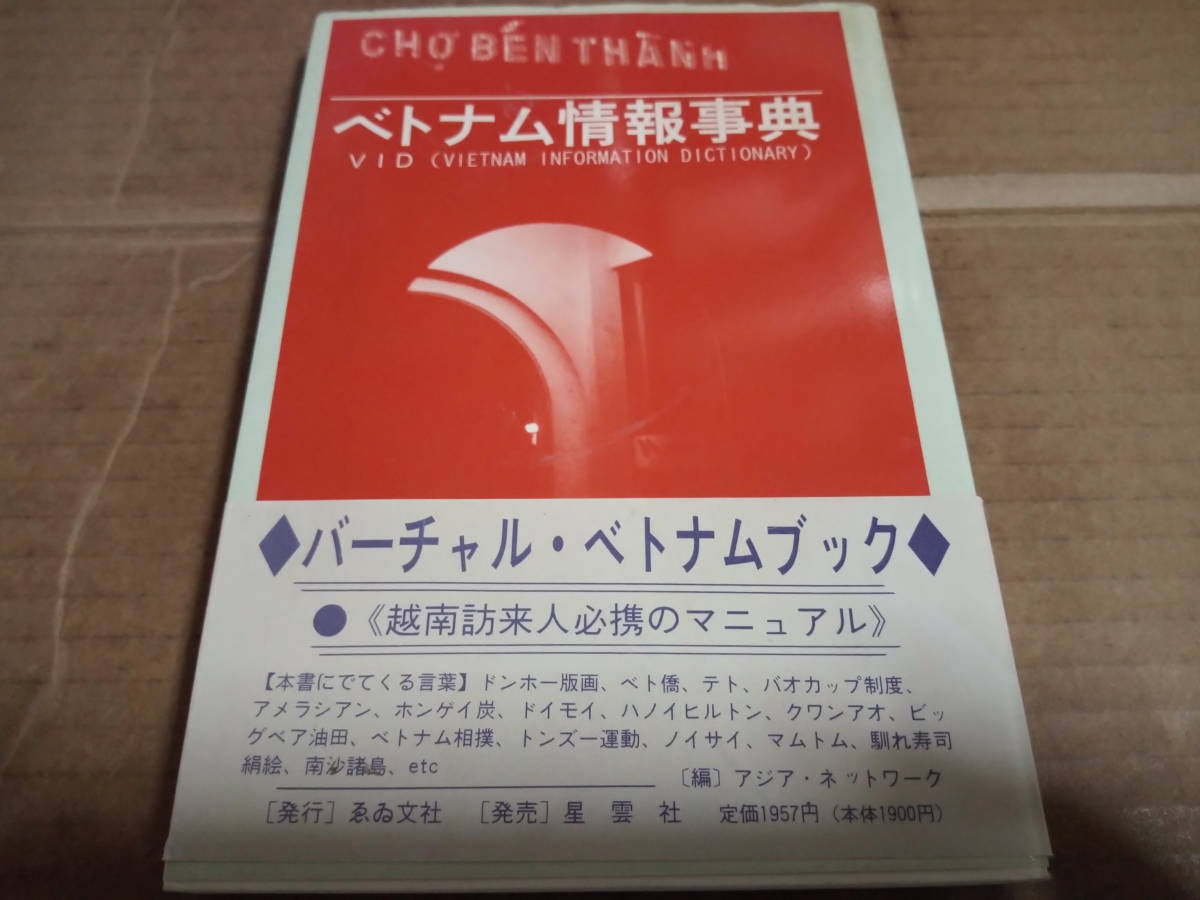 CHỢ BẾN THÀNH
ベトナム情報事典
VID (VIETNAM INFORMATION DICTIONARY)
◆バーチャル・ベトナムブック◆
●《越南訪来人必携のマニュアル》
【本書にでてくる言葉】ドンホー版画、ベト僑、テト、バオカップ制度、
アメラシアン、ホンゲイ炭、ドイモイ、ハノイヒルトン、クワンアオ、ビッ
グベア油田、ベトナム相撲、トンズー運動、ノイサイ、マムトム、馴れ寿司
絹絵、南沙諸島、etc
〔編〕アジア・ネットワーク
［発行］ゑゐ文社 ［発売］星雲社 定価1957円（本体1900円）